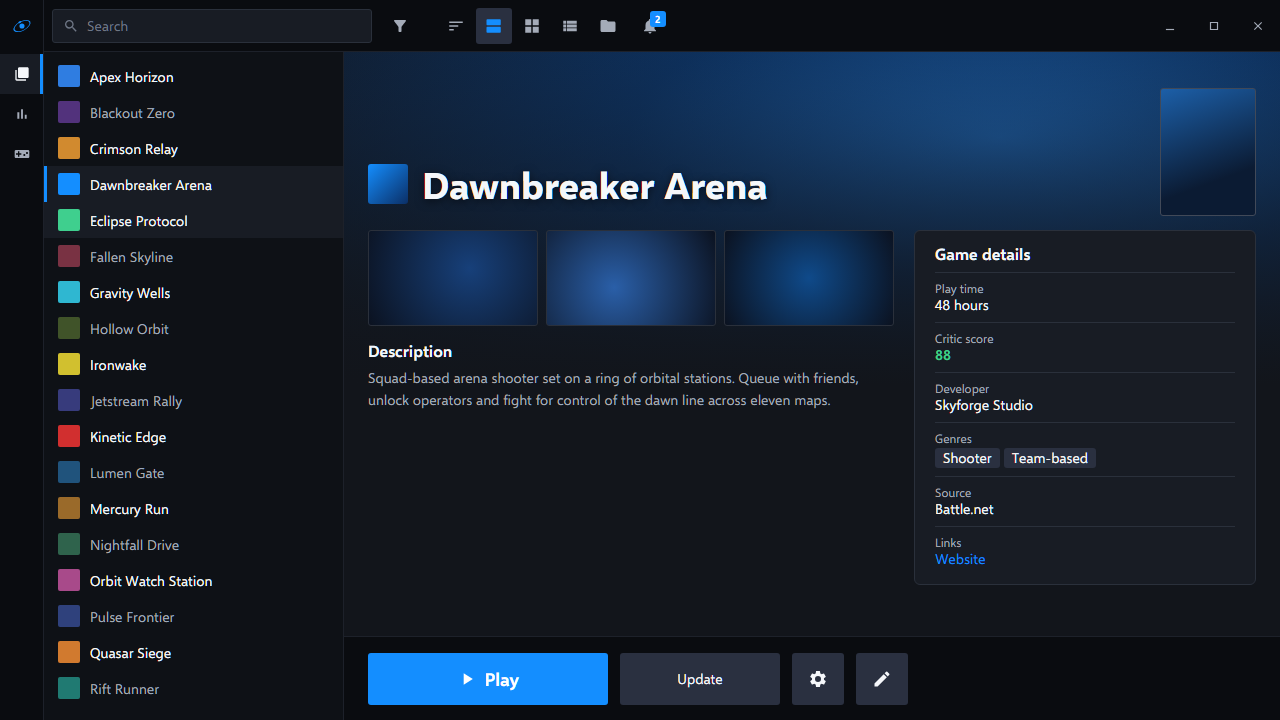 Search
2
Apex Horizon
Blackout Zero
Crimson Relay
Dawnbreaker Arena
Eclipse Protocol
Fallen Skyline
Gravity Wells
Hollow Orbit
Ironwake
Jetstream Rally
Kinetic Edge
Lumen Gate
Mercury Run
Nightfall Drive
Orbit Watch Station
Pulse Frontier
Quasar Siege
Rift Runner
Dawnbreaker Arena
Description
Squad-based arena shooter set on a ring of orbital stations. Queue with friends,
unlock operators and fight for control of the dawn line across eleven maps.
Game details
Play time
48 hours
Critic score
88
Developer
Skyforge Studio
Genres
Shooter Team-based
Source
Battle.net
Links
Website
Play Update